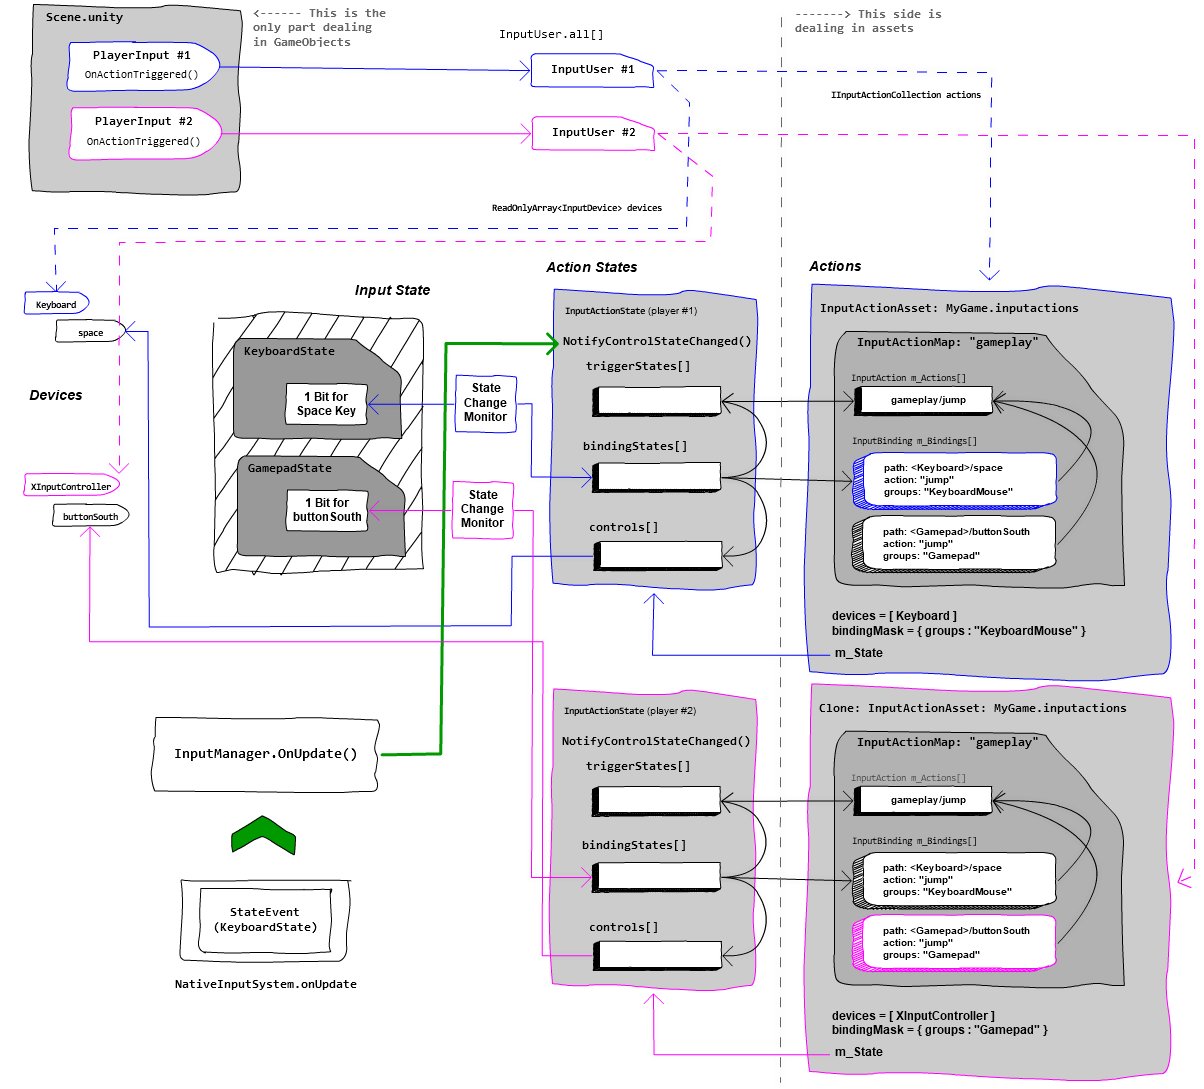 Scene.unity
PlayerInput #1
OnActionTriggered()
PlayerInput #2
OnActionTriggered()
<------ This is the
only part dealing
in GameObjects
InputUser.all[]
InputUser #1
InputUser #2
-------> This side is
dealing in assets
IInputActionCollection actions
ReadOnlyArray<InputDevice> devices
Devices
Keyboard
space
XInputController
buttonSouth
Input State
KeyboardState
1 Bit for
Space Key
GamepadState
1 Bit for
buttonSouth
State
Change
Monitor
State
Change
Monitor
Action States
InputActionState (player #1)
NotifyControlStateChanged()
triggerStates[]
bindingStates[]
controls[]
Actions
InputActionAsset: MyGame.inputactions
InputActionMap: "gameplay"
InputAction m_Actions[]
gameplay/jump
InputBinding m_Bindings[]
path: <Keyboard>/space
action: "jump"
groups: "KeyboardMouse"
path: <Gamepad>/buttonSouth
action: "jump"
groups: "Gamepad"
devices = [ Keyboard ]
bindingMask = { groups : "KeyboardMouse" }
m_State
InputManager.OnUpdate()
StateEvent
(KeyboardState)
NativeInputSystem.onUpdate
InputActionState (player #2)
NotifyControlStateChanged()
triggerStates[]
bindingStates[]
controls[]
Clone: InputActionAsset: MyGame.inputactions
InputActionMap: "gameplay"
InputAction m_Actions[]
gameplay/jump
InputBinding m_Bindings[]
path: <Keyboard>/space
action: "jump"
groups: "KeyboardMouse"
path: <Gamepad>/buttonSouth
action: "jump"
groups: "Gamepad"
devices = [ XInputController ]
bindingMask = { groups : "Gamepad" }
m_State